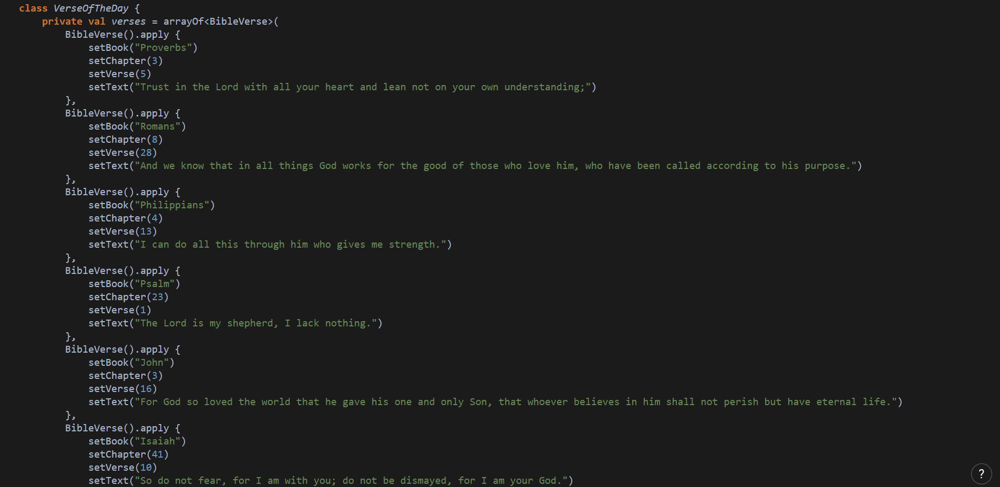 class VerseOfTheDay {
    private val verses = arrayOf<BibleVerse>(
        BibleVerse().apply {
            setBook("Proverbs")
            setChapter(3)
            setVerse(5)
            setText("Trust in the Lord with all your heart and lean not on your own understanding;")
        },
        BibleVerse().apply {
            setBook("Romans")
            setChapter(8)
            setVerse(28)
            setText("And we know that in all things God works for the good of those who love him, who have been called according to his purpose.")
        },
        BibleVerse().apply {
            setBook("Philippians")
            setChapter(4)
            setVerse(13)
            setText("I can do all this through him who gives me strength.")
        },
        BibleVerse().apply {
            setBook("Psalm")
            setChapter(23)
            setVerse(1)
            setText("The Lord is my shepherd, I lack nothing.")
        },
        BibleVerse().apply {
            setBook("John")
            setChapter(3)
            setVerse(16)
            setText("For God so loved the world that he gave his one and only Son, that whoever believes in him shall not perish but have eternal life.")
        },
        BibleVerse().apply {
            setBook("Isaiah")
            setChapter(41)
            setVerse(10)
            setText("So do not fear, for I am with you; do not be dismayed, for I am your God.")
?